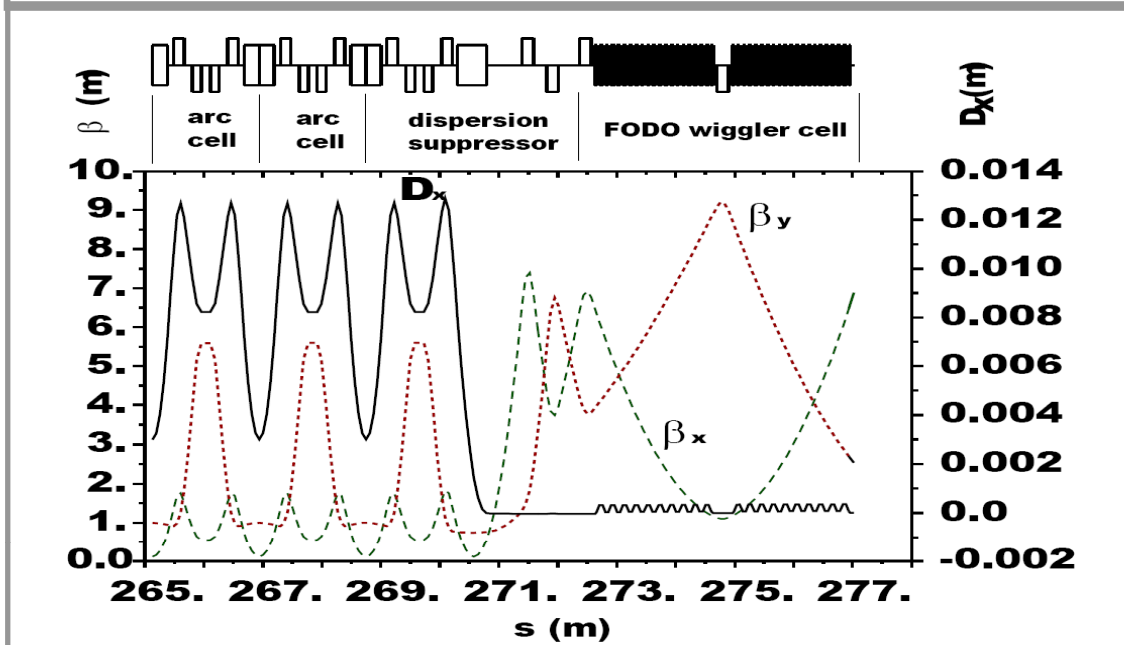 β (m)
arc cell
arc cell
dispersion suppressor
FODO wiggler cell
Dx(m)
10.
9.
8.
7.
6.
5.
4.
3.
2.
1.
0.0
Dx
βy
βx
0.014
0.012
0.010
0.008
0.006
0.004
0.002
0.0
-0.002
265. 267. 269. 271. 273. 275. 277.
s (m)